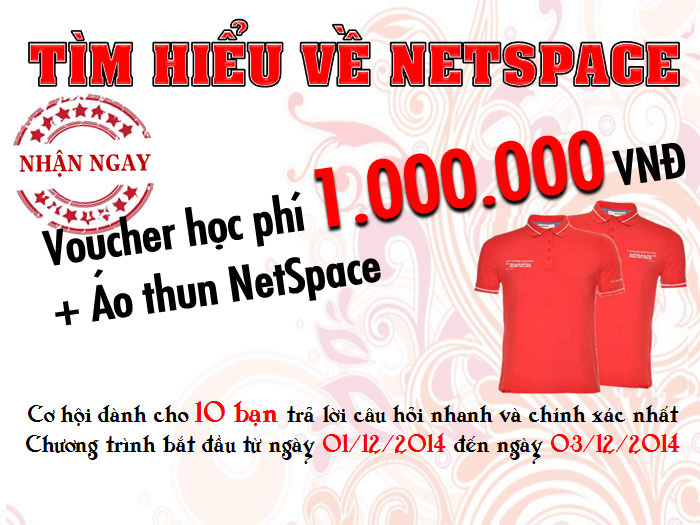 TÌM HIỂU VỀ NETSPACE
NHẬN NGAY
Voucher học phí 1.000.000 VNĐ
+ Áo thun NetSpace
NETSPACE
Cơ hội dành cho 10 bạn trả lời câu hỏi nhanh và chính xác nhất
Chương trình bắt đầu từ ngày 01/12/2014 đến ngày 03/12/2014